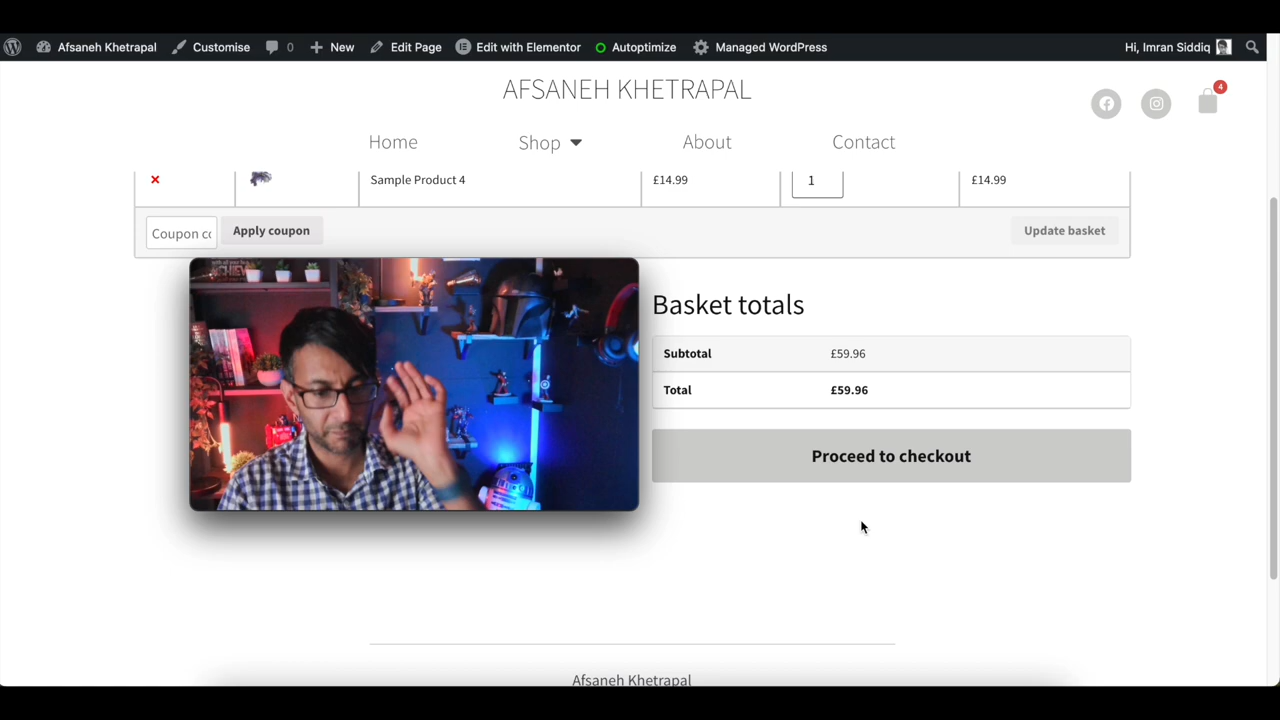 Afsaneh Khetrapal Customise 0 New Edit Page Edit with Elementor Autoptimize Managed WordPress Hi, Imran Siddiq
AFSANEH KHETRAPAL
4
Home Shop About Contact
× Sample Product 4 £14.99 1 £14.99
Coupon cc Apply coupon Update basket
Basket totals
Subtotal £59.96
Total £59.96
Proceed to checkout
Afsaneh Khetrapal